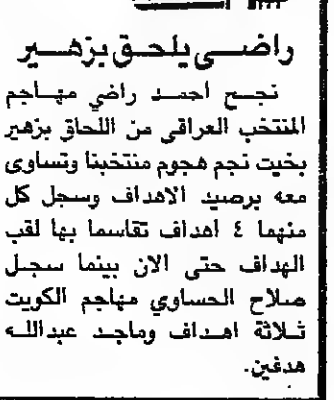 راضي يلحق بزهير
نجح احمد راضي مهاجم
المنتخب العراقي من اللحاق بزهير
بخيت نجم هجوم منتخبنا وتساوى
معه برصيد الاهداف وسجل كل
منهما ٤ اهداف تقاسما بها لقب
الهداف حتى الان بينما سجل
صلاح الحساوي مهاجم الكويت
ثلاثة اهداف وماجد عبدالله
هدفين.